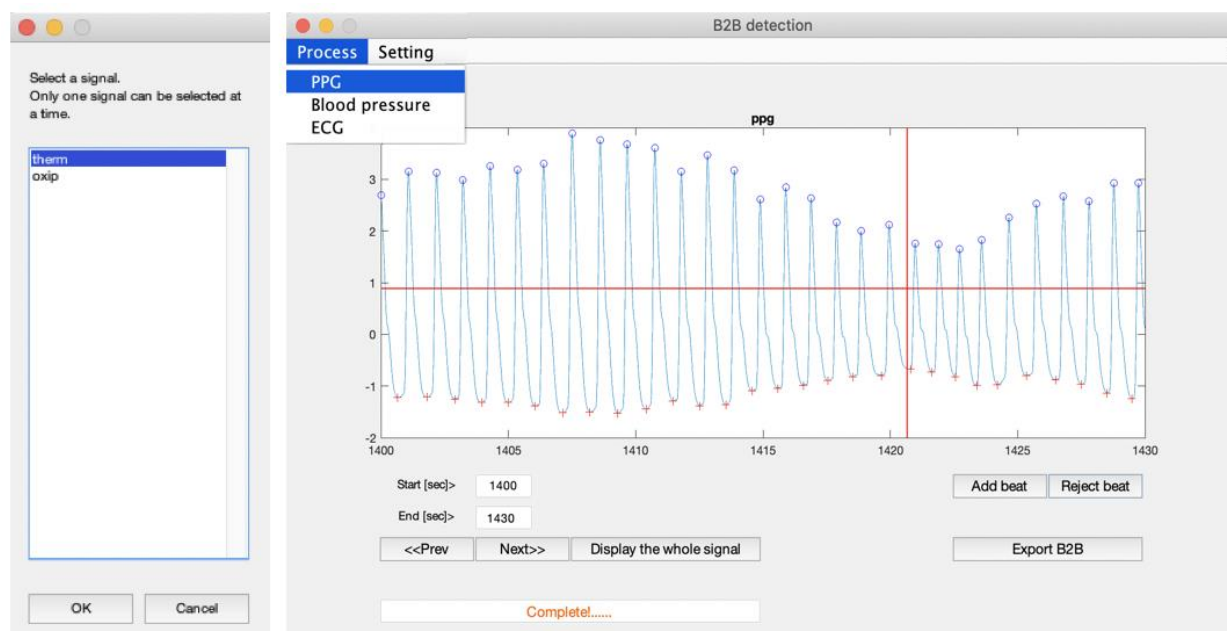 Select a signal.
Only one signal can be selected at
a time.
therm
oxip
OK
Cancel
B2B detection
Process Setting
PPG
Blood pressure
ECG
ppg
3
2
1
0
-1
-2
1400 1405 1410 1415 1420 1425 1430
Start [sec]> 1400
End [sec]> 1430
Add beat Reject beat
<<Prev Next>> Display the whole signal
Export B2B
Complete!......